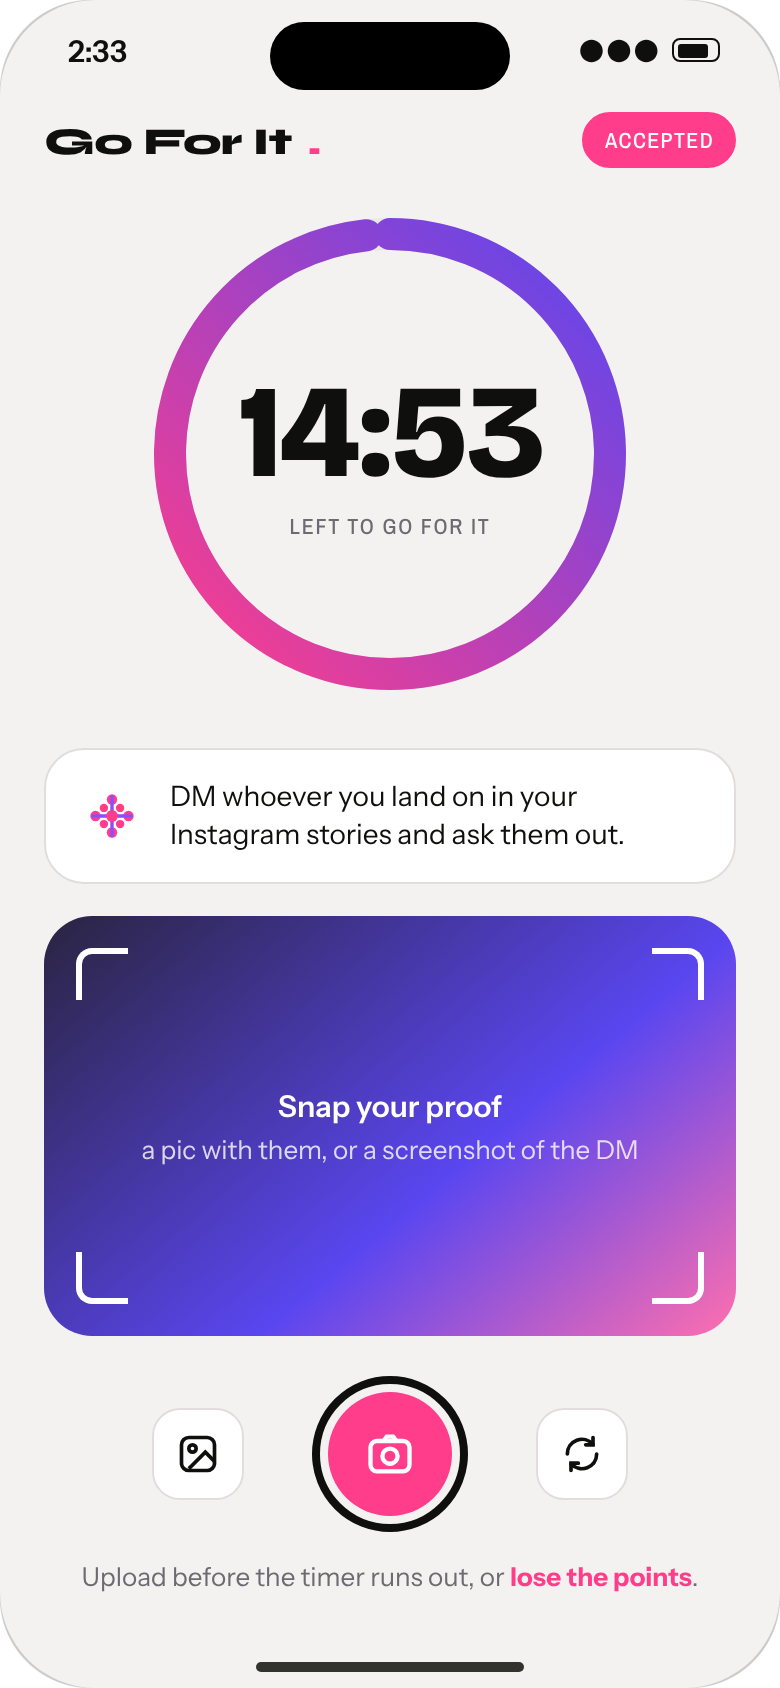 2:33
Go For It .
ACCEPTED
14:53
LEFT TO GO FOR IT
DM whoever you land on in your
Instagram stories and ask them out.
Snap your proof
a pic with them, or a screenshot of the DM
Upload before the timer runs out, or lose the points.